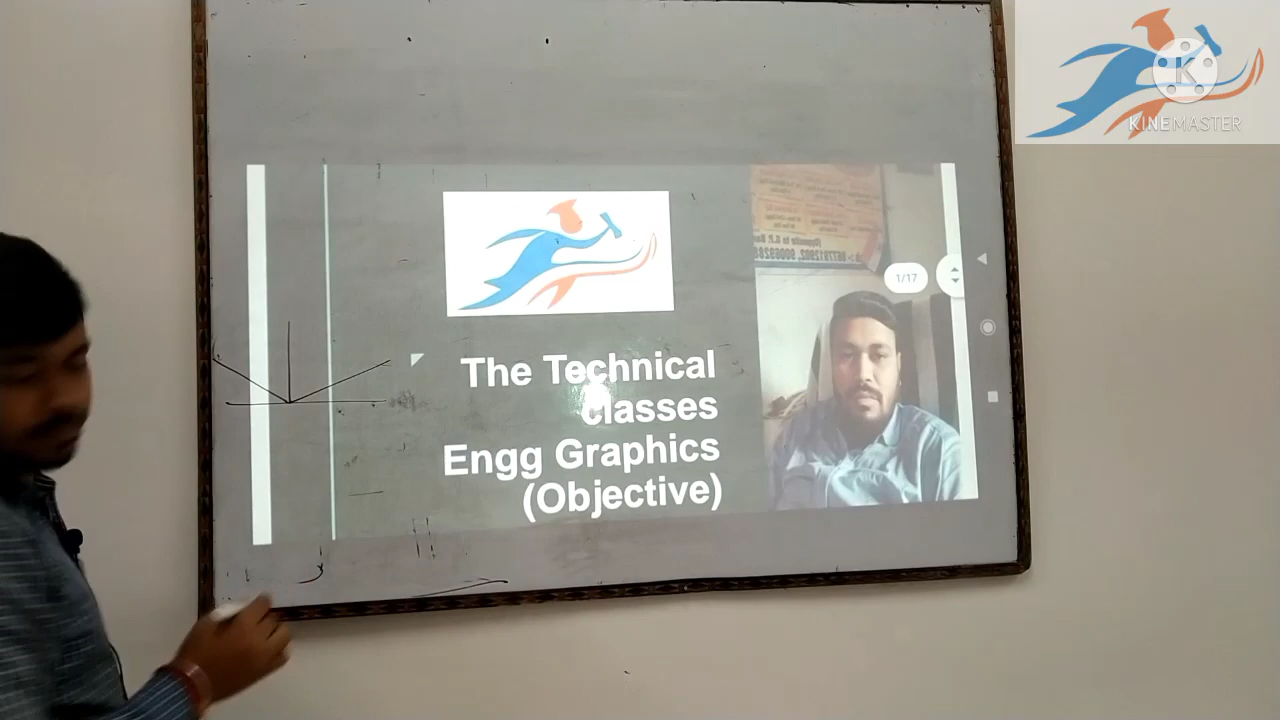 KINEMASTER
1/17
The Technical
classes
Engg Graphics
(Objective)